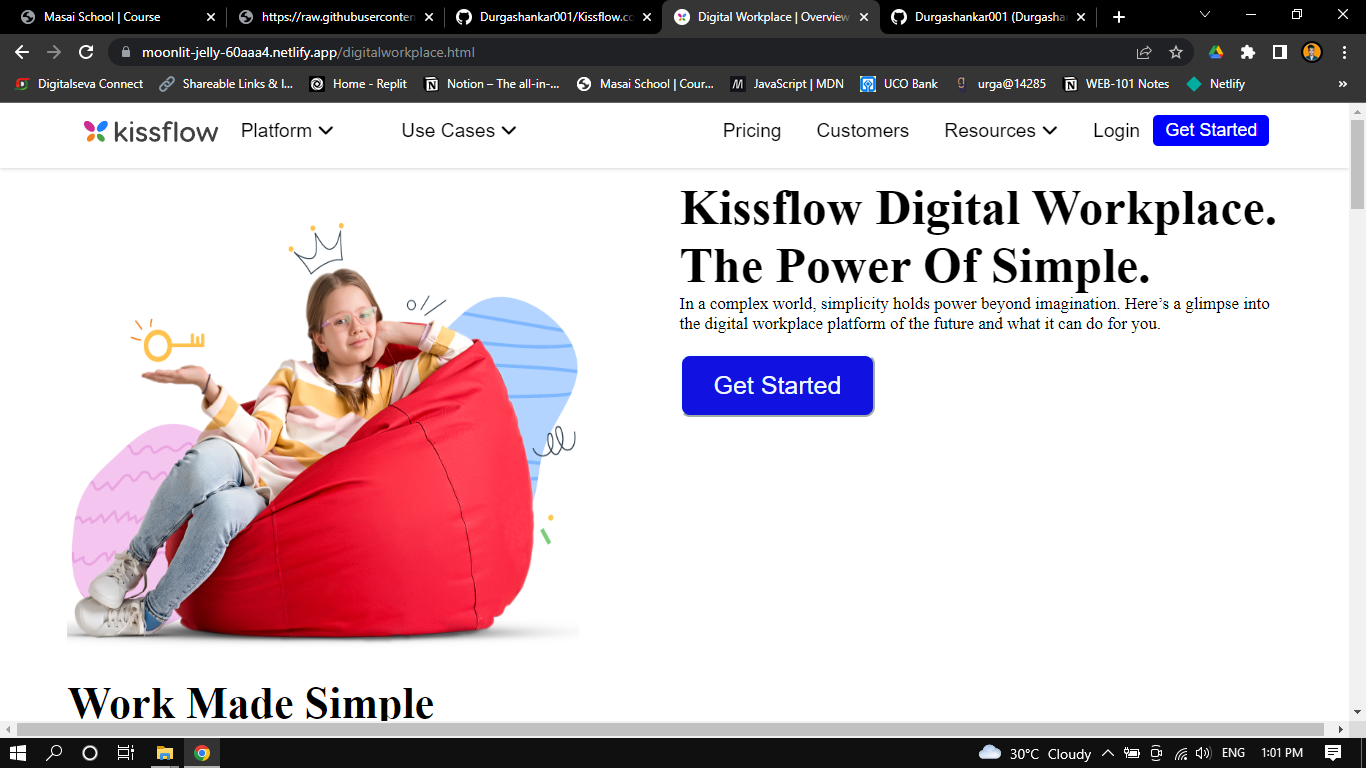 Masai School | Course
https://raw.githubuserconten
Durgashankar001/Kissflow.co
Digital Workplace | Overview
Durgashankar001 (Durgashan
moonlit-jelly-60aaa4.netlify.app/digitalworkplace.html
Digitalseva Connect
Shareable Links & I...
Home - Replit
Notion – The all-in-...
Masai School | Cour...
JavaScript | MDN
UCO Bank
urga@14285
WEB-101 Notes
Netlify
»
kissflow
Platform
Use Cases
Pricing
Customers
Resources
Login
Get Started
Kissflow Digital Workplace.
The Power Of Simple.
In a complex world, simplicity holds power beyond imagination. Here’s a glimpse into
the digital workplace platform of the future and what it can do for you.
Get Started
Work Made Simple
30°C Cloudy
ENG
1:01 PM